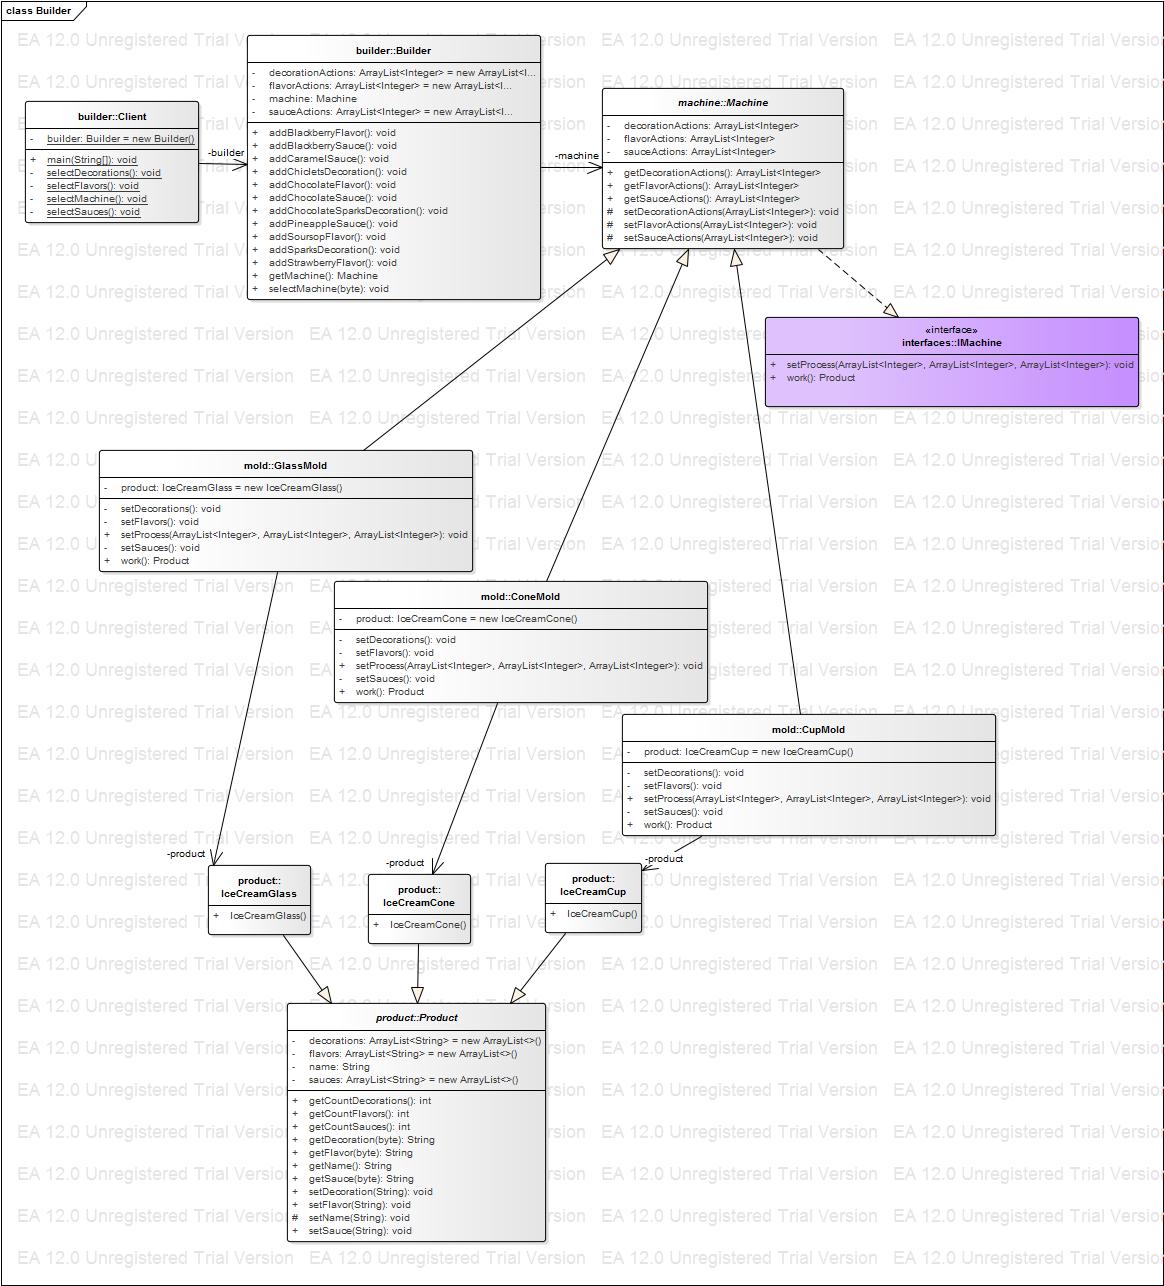 class Builder
builder::Client
- builder: Builder = new Builder()
+ main(String[]): void
- selectDecorations(): void
- selectFlavors(): void
- selectMachine(): void
- selectSauces(): void
-builder
builder::Builder
- decorationActions: ArrayList<Integer> = new ArrayList<I...
- flavorActions: ArrayList<Integer> = new ArrayList<I...
- machine: Machine
- sauceActions: ArrayList<Integer> = new ArrayList<I...
+ addBlackberryFlavor(): void
+ addBlackberrySauce(): void
+ addCaramelSauce(): void
+ addChicletsDecoration(): void
+ addChocolateFlavor(): void
+ addChocolateSauce(): void
+ addChocolateSparksDecoration(): void
+ addPineappleSauce(): void
+ addSoursopFlavor(): void
+ addSparksDecoration(): void
+ addStrawberryFlavor(): void
+ getMachine(): Machine
+ selectMachine(byte): void
-machine
machine::Machine
- decorationActions: ArrayList<Integer>
- flavorActions: ArrayList<Integer>
- sauceActions: ArrayList<Integer>
+ getDecorationActions(): ArrayList<Integer>
+ getFlavorActions(): ArrayList<Integer>
+ getSauceActions(): ArrayList<Integer>
# setDecorationActions(ArrayList<Integer>): void
# setFlavorActions(ArrayList<Integer>): void
# setSauceActions(ArrayList<Integer>): void
«interface»
interfaces::IMachine
+ setProcess(ArrayList<Integer>, ArrayList<Integer>, ArrayList<Integer>): void
+ work(): Product
mold::GlassMold
- product: IceCreamGlass = new IceCreamGlass()
- setDecorations(): void
- setFlavors(): void
+ setProcess(ArrayList<Integer>, ArrayList<Integer>, ArrayList<Integer>): void
- setSauces(): void
+ work(): Product
mold::ConeMold
- product: IceCreamCone = new IceCreamCone()
- setDecorations(): void
- setFlavors(): void
+ setProcess(ArrayList<Integer>, ArrayList<Integer>, ArrayList<Integer>): void
- setSauces(): void
+ work(): Product
mold::CupMold
- product: IceCreamCup = new IceCreamCup()
- setDecorations(): void
- setFlavors(): void
+ setProcess(ArrayList<Integer>, ArrayList<Integer>, ArrayList<Integer>): void
- setSauces(): void
+ work(): Product
-product
product::
IceCreamGlass
+ IceCreamGlass()
-product
product::
IceCreamCone
+ IceCreamCone()
-product
product::
IceCreamCup
+ IceCreamCup()
product::Product
- decorations: ArrayList<String> = new ArrayList<>()
- flavors: ArrayList<String> = new ArrayList<>()
- name: String
- sauces: ArrayList<String> = new ArrayList<>()
+ getCountDecorations(): int
+ getCountFlavors(): int
+ getCountSauces(): int
+ getDecoration(byte): String
+ getFlavor(byte): String
+ getName(): String
+ getSauce(byte): String
+ setDecoration(String): void
+ setFlavor(String): void
# setName(String): void
+ setSauce(String): void
EA 12.0 Unregistered Trial Version